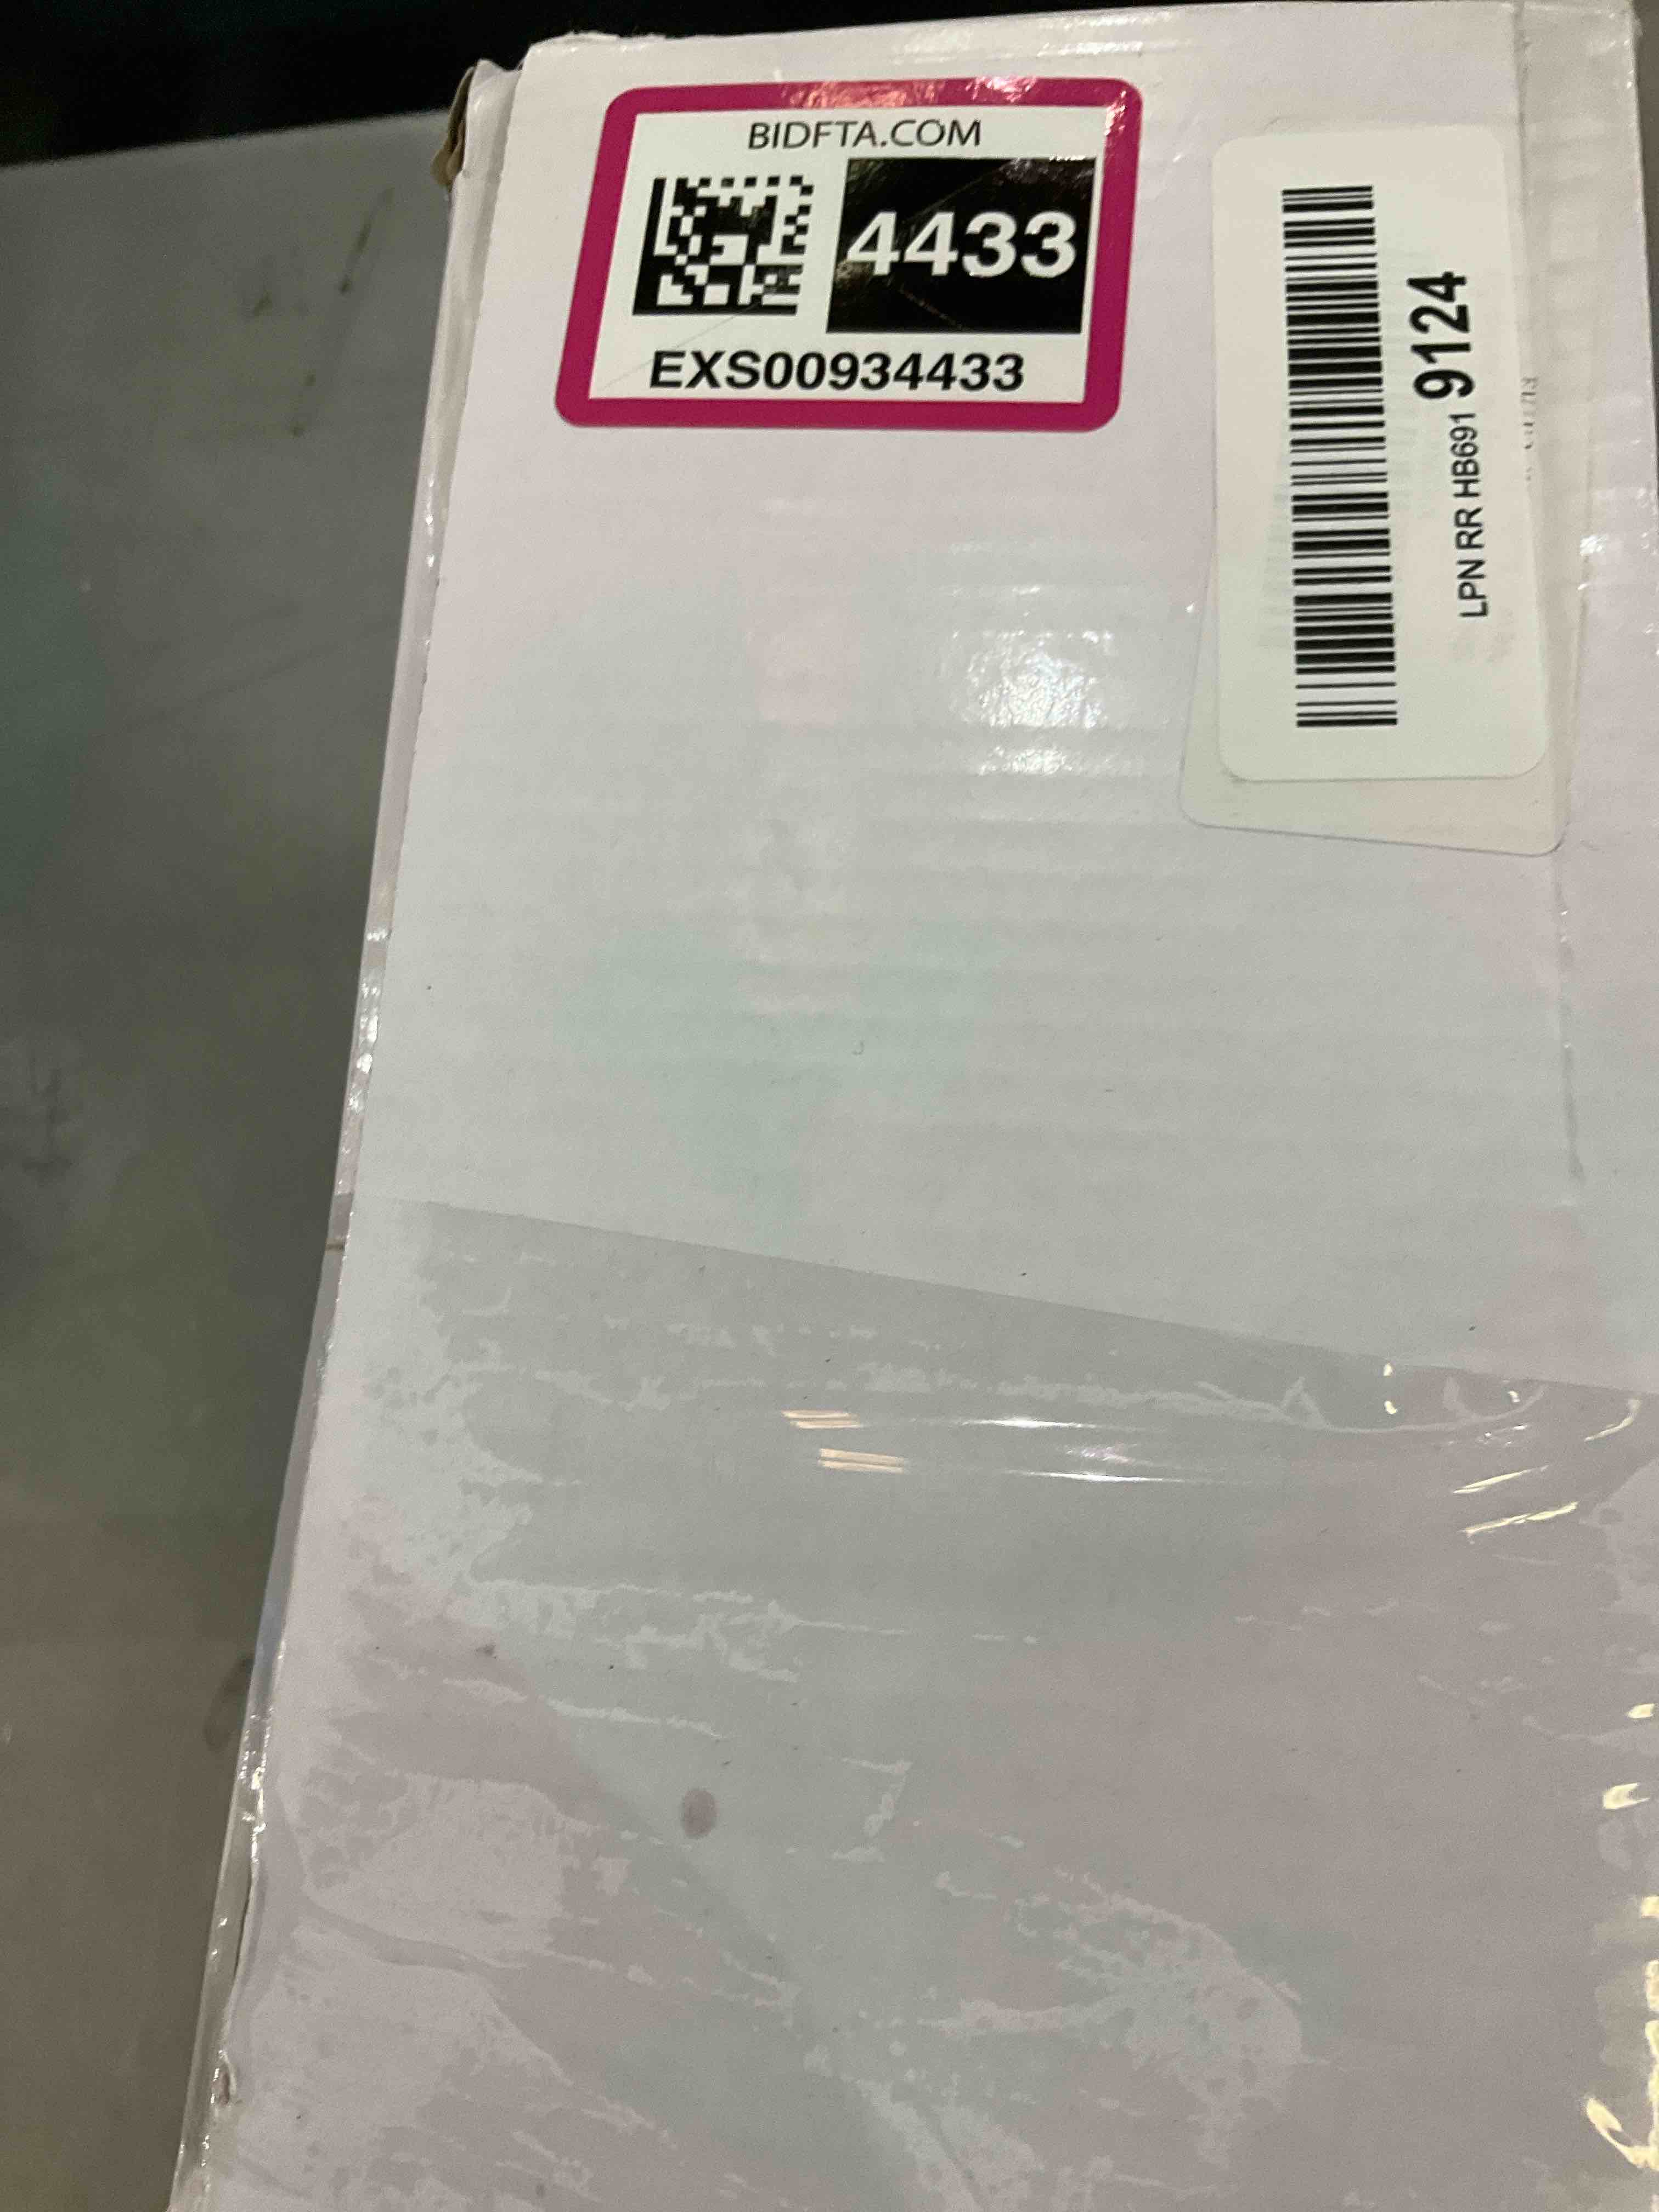 BIDFTA.COM
4433
EXS00934433
LPN RR HB691 9124